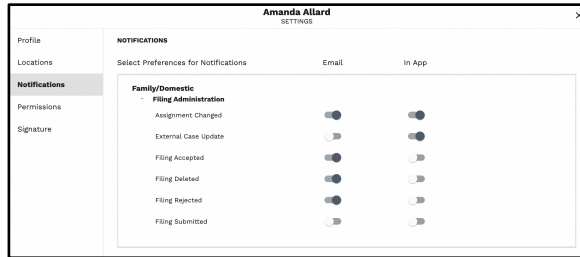 Amanda Allard
SETTINGS
×
Profile
Locations
Notifications
Permissions
Signature
NOTIFICATIONS
Select Preferences for Notifications Email In App
Family/Domestic
- Filing Administration
Assignment Changed
External Case Update
Filing Accepted
Filing Deleted
Filing Rejected
Filing Submitted